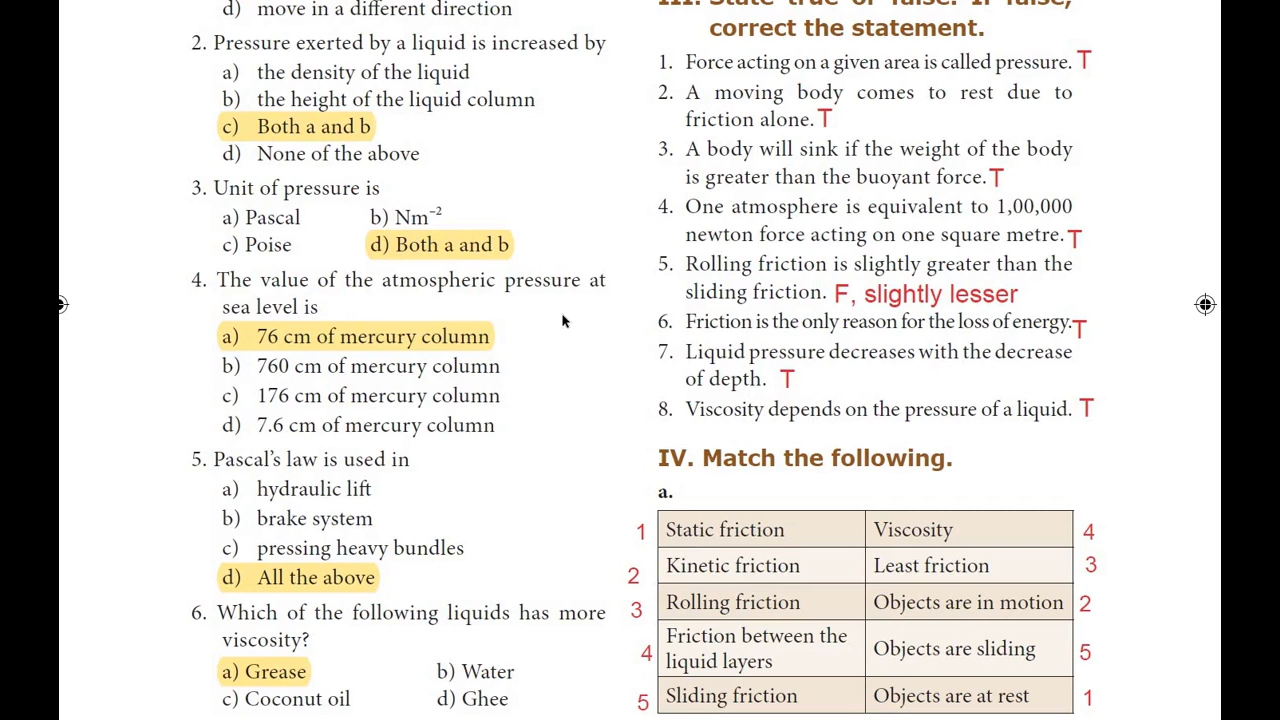 d) move in a different direction
2. Pressure exerted by a liquid is increased by
a) the density of the liquid
b) the height of the liquid column
c) Both a and b
d) None of the above
3. Unit of pressure is
a) Pascal b) Nm⁻²
c) Poise d) Both a and b
4. The value of the atmospheric pressure at
sea level is
a) 76 cm of mercury column
b) 760 cm of mercury column
c) 176 cm of mercury column
d) 7.6 cm of mercury column
5. Pascal's law is used in
a) hydraulic lift
b) brake system
c) pressing heavy bundles
d) All the above
6. Which of the following liquids has more
viscosity?
a) Grease b) Water
c) Coconut oil d) Ghee
III. State true or false. If false,
correct the statement.
1. Force acting on a given area is called pressure. T
2. A moving body comes to rest due to
friction alone. T
3. A body will sink if the weight of the body
is greater than the buoyant force. T
4. One atmosphere is equivalent to 1,00,000
newton force acting on one square metre. T
5. Rolling friction is slightly greater than the
sliding friction. F, slightly lesser
6. Friction is the only reason for the loss of energy. T
7. Liquid pressure decreases with the decrease
of depth. T
8. Viscosity depends on the pressure of a liquid. T
IV. Match the following.
a.
1 Static friction Viscosity 4
2 Kinetic friction Least friction 3
3 Rolling friction Objects are in motion 2
4 Friction between the
liquid layers Objects are sliding 5
5 Sliding friction Objects are at rest 1